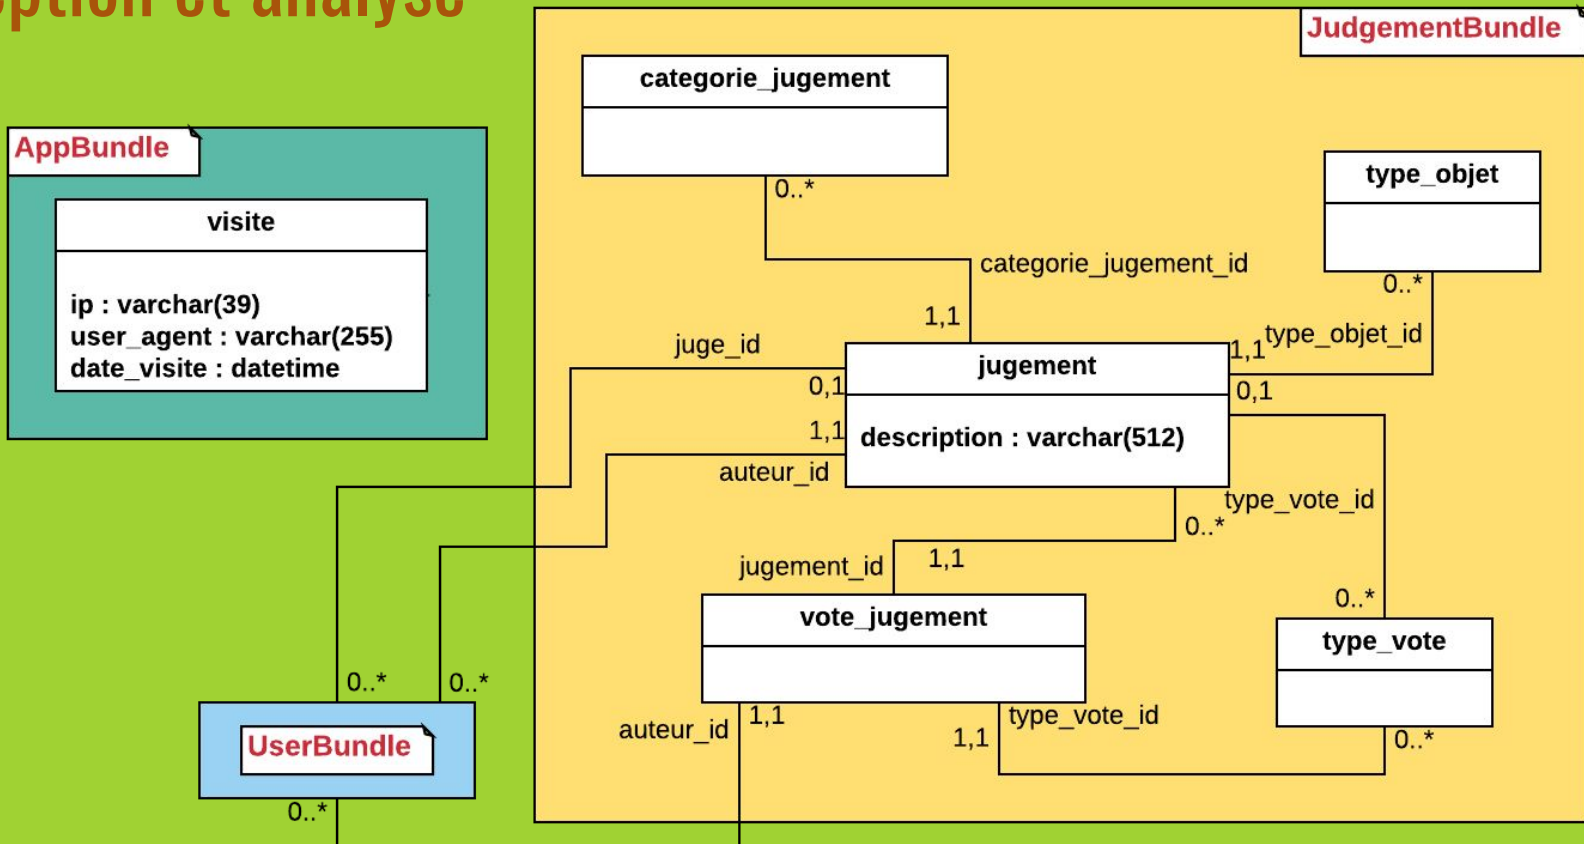 et analyse
JudgementBundle
categorie_jugement
0..*
AppBundle
visite
ip : varchar(39)
user_agent : varchar(255)
date_visite : datetime
type_objet
0..*
categorie_jugement_id
1,1
type_objet_id
1,1
juge_id
0,1
jugement
0,1
1,1
description : varchar(512)
auteur_id
type_vote_id
0..*
jugement_id
1,1
0..*
vote_jugement
type_vote
0..*
0..*
UserBundle
auteur_id
1,1
type_vote_id
1,1
0..*
0..*